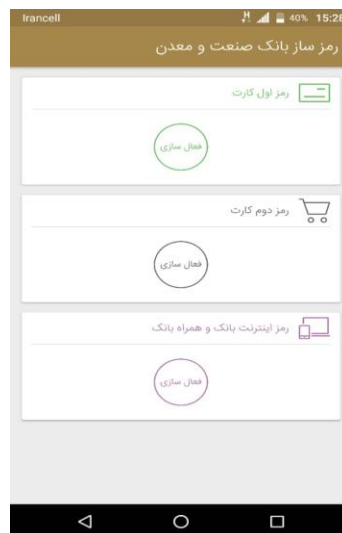 Irancell 40% 15:28
رمز ساز بانک صنعت و معدن
رمز اول کارت
فعال سازی
رمز دوم کارت
فعال سازی
رمز اینترنت بانک و همراه بانک
فعال سازی